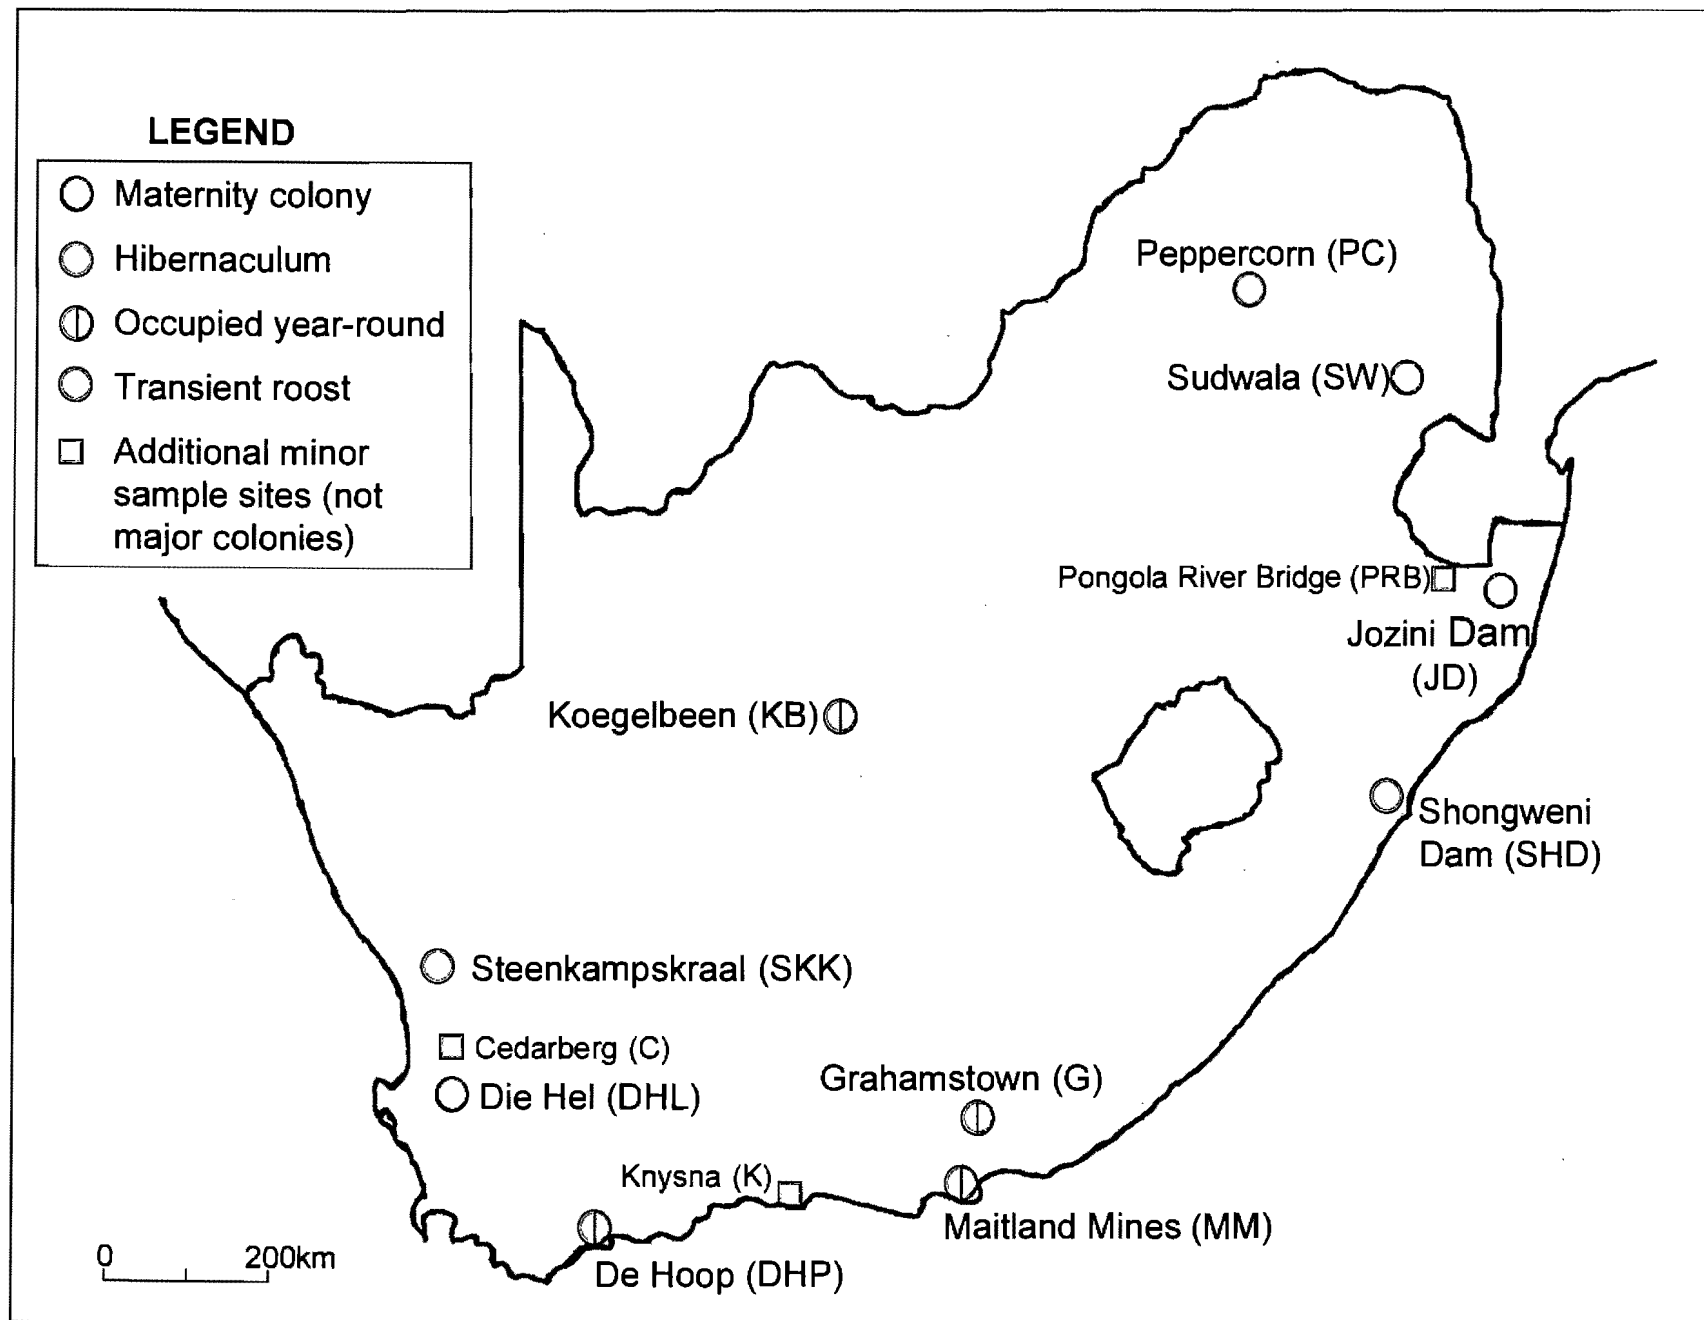 LEGEND
Maternity colony
Hibernaculum
Occupied year-round
Transient roost
Additional minor
sample sites (not
major colonies)
Peppercorn (PC)
Sudwala (SW)
Pongola River Bridge (PRB)
Jozini Dam
(JD)
Koegelbeen (KB)
Shongweni
Dam (SHD)
Steenkampskraal (SKK)
Cedarberg (C)
Die Hel (DHL)
Grahamstown (G)
Knysna (K)
Maitland Mines (MM)
De Hoop (DHP)
0 200km